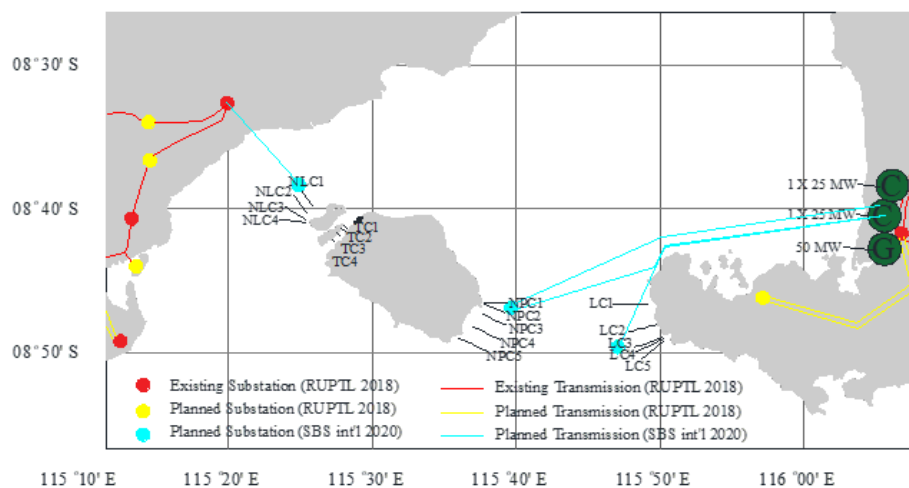 08°30' S
NLC1
NLC2
1 X 25 MW
C
NLC3
08°40' S
NLC4
1 X 25 MW
C
TC1
TC2
TC3
50 MW
G
TC4
NPC1
LC1
NPC2
NPC3
LC2
NPC4
LC3
08°50' S
NPC5
LC4
LC5
Existing Substation (RUPTL 2018)
Existing Transmission (RUPTL 2018)
Planned Substation (RUPTL 2018)
Planned Transmission (RUPTL 2018)
Planned Substation (SBS int'l 2020)
Planned Transmission (SBS int'l 2020)
115°10' E
115°20' E
115°30' E
115°40' E
115°50' E
116°00' E